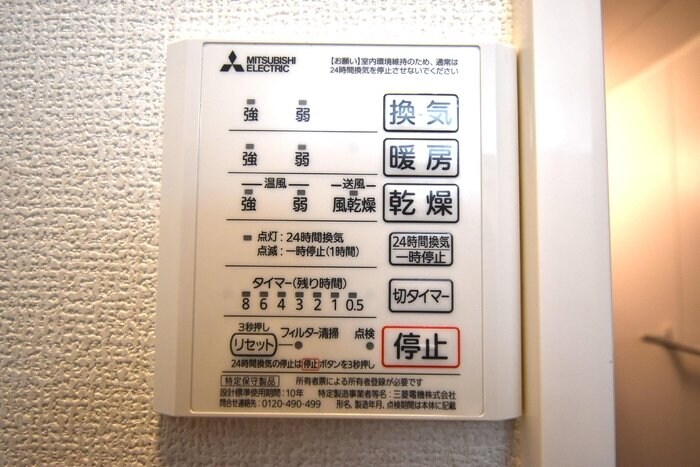 MITSUBISHI
ELECTRIC
【お願い】室内環境維持のため、通常は
24時間換気を停止させないでください
強 弱 換気
強 弱 暖房
温風 送風
強 弱 風乾燥 乾燥
点灯:24時間換気
点滅:一時停止(1時間)
24時間換気
一時停止
タイマー(残り時間)
8 6 4 3 2 1 0.5
切タイマー
3秒押し
リセット フィルター清掃 点検
停止
24時間換気の停止は停止ボタンを3秒押し
特定保守製品 所有者票による所有者登録が必要です
設計標準使用期間:10年 特定製造事業者等名:三菱電機株式会社
問合せ連絡先:0120-490-499 形名、製造年月、点検期間は本体に記載